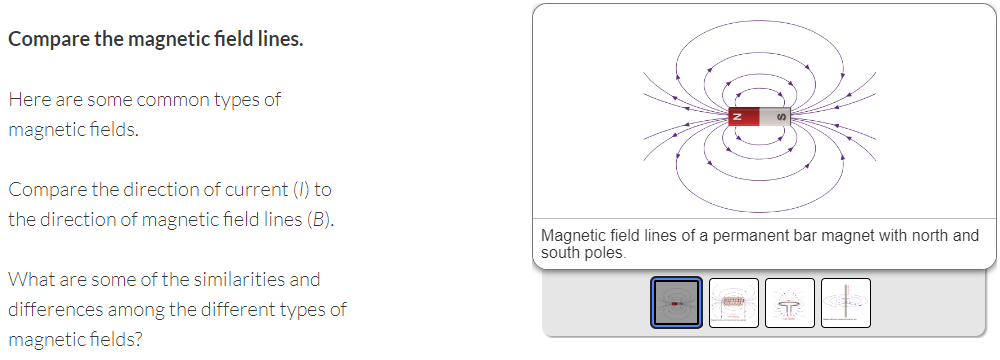 Compare the magnetic field lines.
Here are some common types of
magnetic fields.
Compare the direction of current (I) to
the direction of magnetic field lines (B).
What are some of the similarities and
differences among the different types of
magnetic fields?
N
S
Magnetic field lines of a permanent bar magnet with north and
south poles.